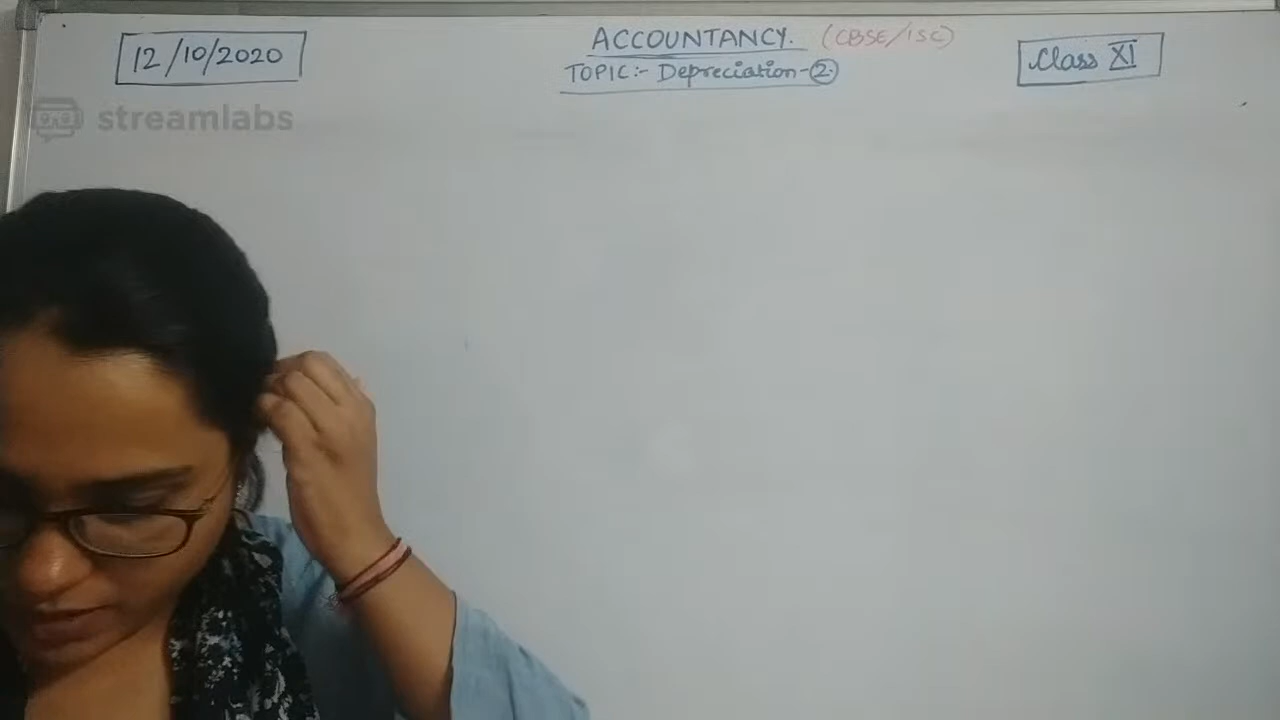 12/10/2020
ACCOUNTANCY. (CBSE/ISC)
TOPIC:- Depreciation-②
Class XI
streamlabs